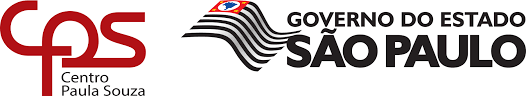 cps
Centro
Paula Souza
GOVERNO DO ESTADO
SÃO PAULO